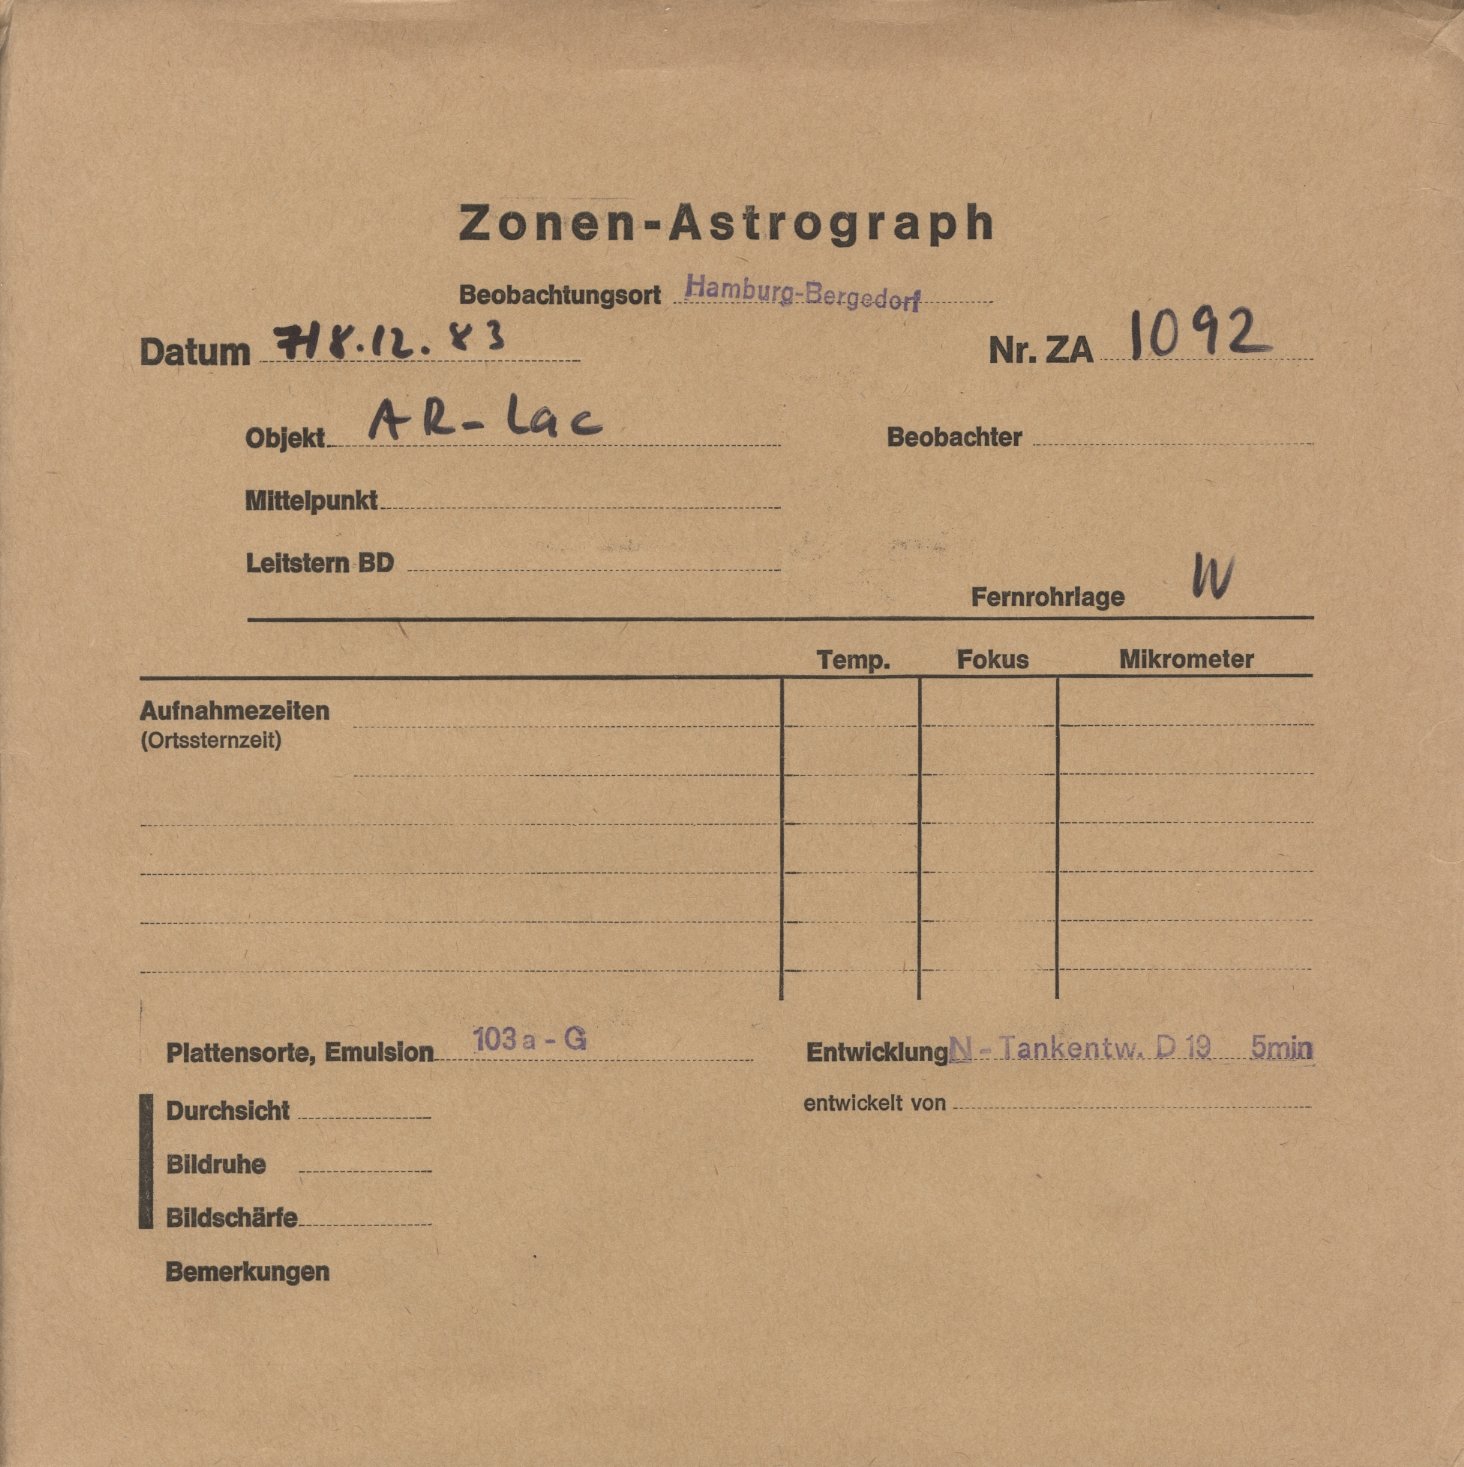 Zonen-Astrograph
Beobachtungsort Hamburg-Bergedorf
Datum 7/8.12.83
Nr. ZA 1092
Objekt AR-Lac
Beobachter
Mittelpunkt
Leitstern BD
Fernrohrlage W
Temp. Fokus Mikrometer
Aufnahmezeiten
(Ortssternzeit)
Plattensorte, Emulsion 103a-G
Entwicklung N-Tankentw. D19 5min
Durchsicht
entwickelt von
Bildruhe
Bildschärfe
Bemerkungen